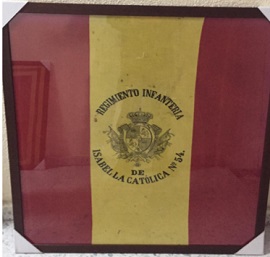 REGIMIENTO INFANTERIA
DE
ISABEL LA CATOLICA Nº 54.